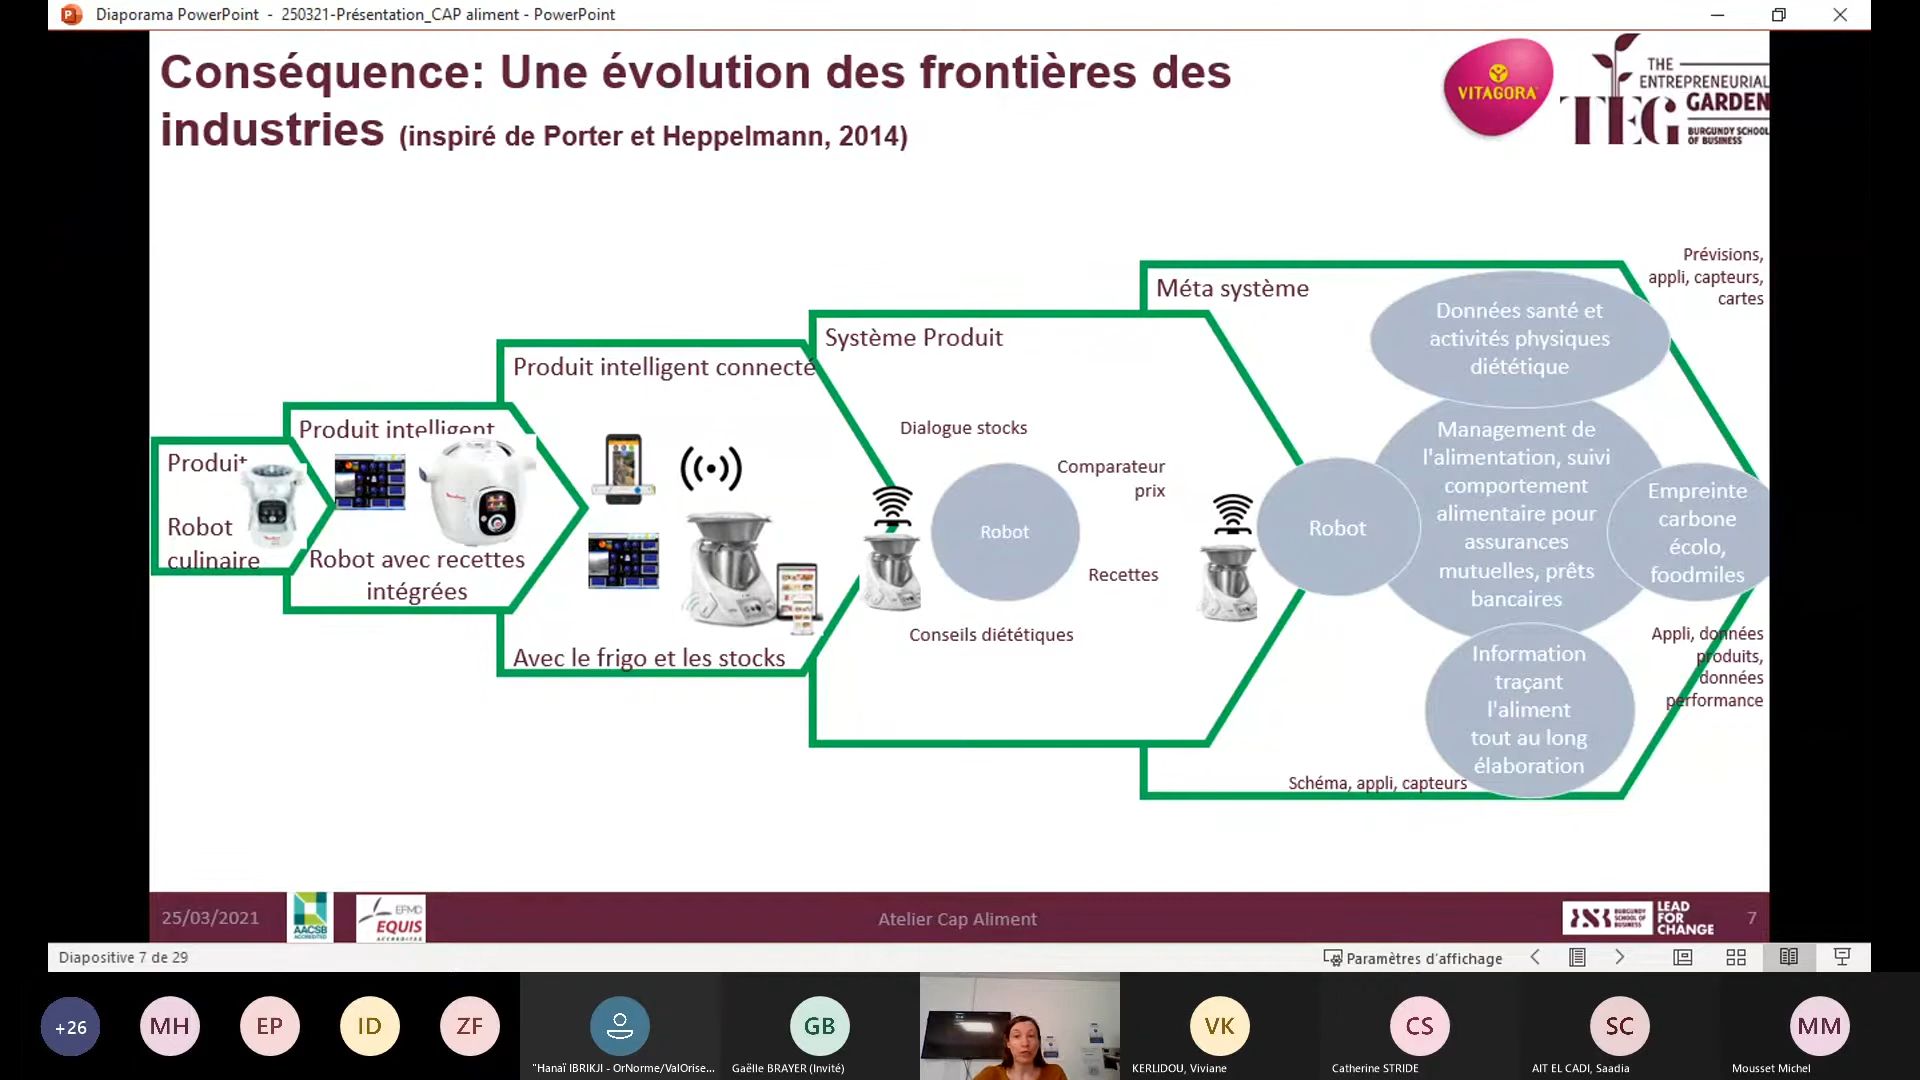 Diaporama PowerPoint - 250321-Présentation_CAP aliment - PowerPoint
Conséquence: Une évolution des frontières des
industries (inspiré de Porter et Heppelmann, 2014)
VITAGORA
THE
ENTREPRENEURIAL
GARDEN
TEG
BURGUNDY SCHOOL
OF BUSINESS
Produit
Robot
culinaire
Produit intelligent
Robot avec recettes
intégrées
Produit intelligent connecté
Avec le frigo et les stocks
Système Produit
Dialogue stocks
Comparateur
prix
Robot
Recettes
Conseils diététiques
Méta système
Robot
Données santé et
activités physiques
diététique
Management de
l'alimentation, suivi
comportement
alimentaire pour
assurances
mutuelles, prêts
bancaires
Empreinte
carbone
écolo,
foodmiles
Information
traçant
l'aliment
tout au long
élaboration
Prévisions,
appli, capteurs,
cartes
Appli, données
produits,
données
performance
Schéma, appli, capteurs
25/03/2021
AACSB
ACCREDITED
EFMD
EQUIS
ACCREDITED
Atelier Cap Aliment
BURGUNDY
SCHOOL OF
BUSINESS
LEAD
FOR
CHANGE
7
Diapositive 7 de 29
Paramètres d'affichage
+26
MH
EP
ID
ZF
"Hanaï IBRIKJI - OrNorme/ValOrise...
GB
Gaëlle BRAYER (Invité)
VK
KERLIDOU, Viviane
CS
Catherine STRIDE
SC
AIT EL CADI, Saadia
MM
Mousset Michel